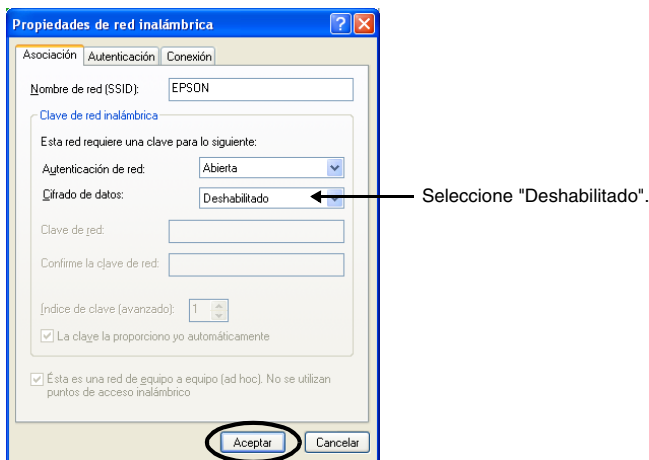 Propiedades de red inalámbrica
Asociación Autenticación Conexión
Nombre de red (SSID): EPSON
Clave de red inalámbrica
Esta red requiere una clave para lo siguiente:
Autenticación de red: Abierta
Cifrado de datos: Deshabilitado
Seleccione "Deshabilitado".
Clave de red:
Confirme la clave de red:
Índice de clave (avanzado): 1
La clave la proporciono yo automáticamente
Ésta es una red de equipo a equipo (ad hoc). No se utilizan
puntos de acceso inalámbrico
Aceptar Cancelar